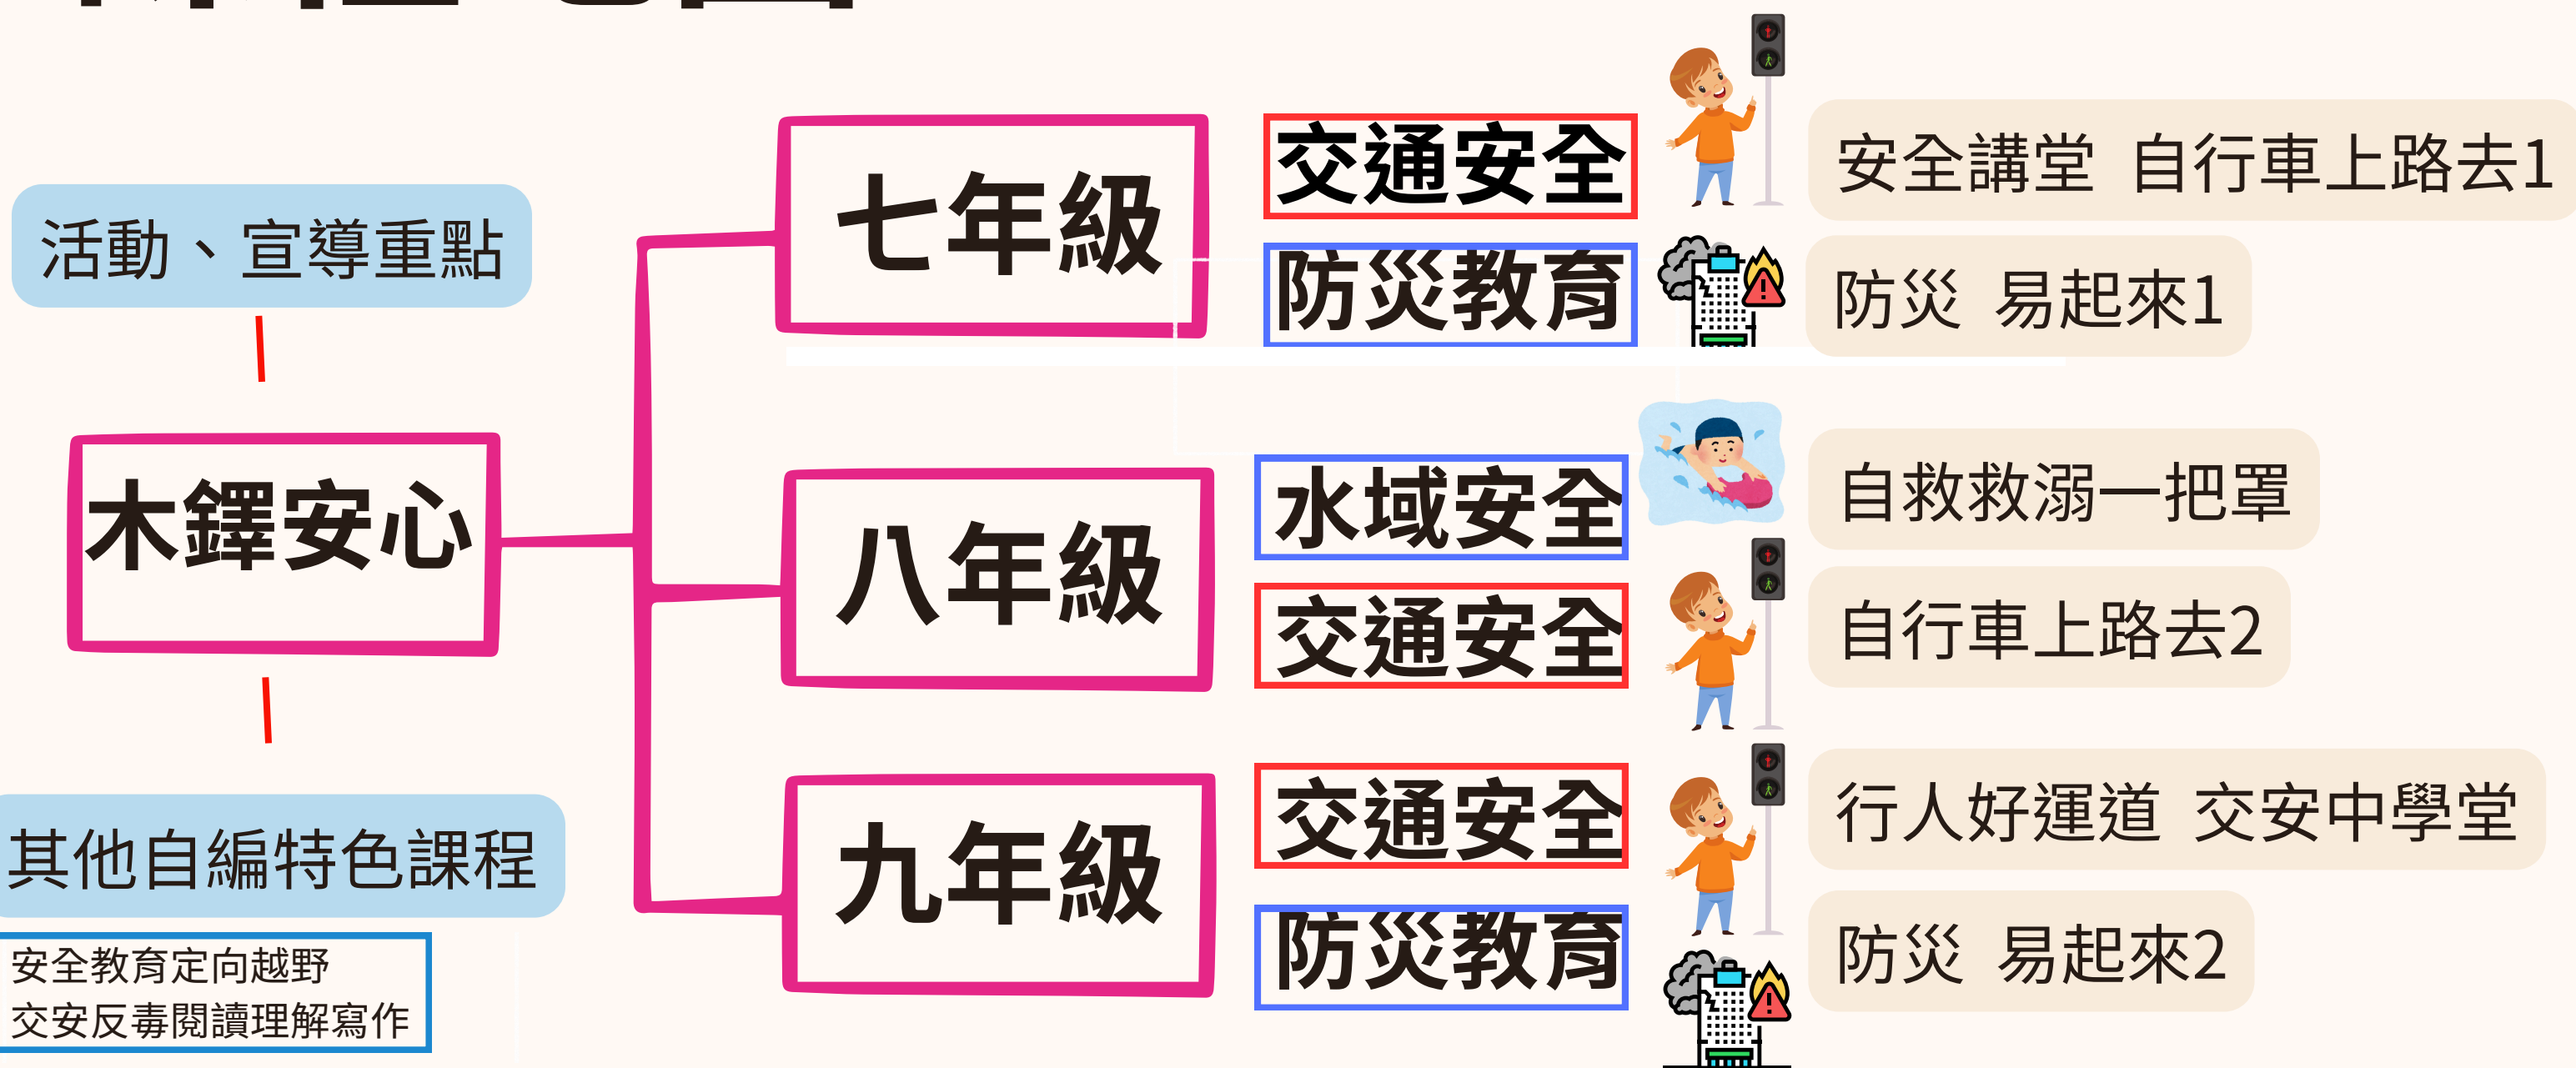 活動、宣導重點
木鐸安心
其他自編特色課程
安全教育定向越野
交安反毒閱讀理解寫作
七年級
交通安全
安全講堂 自行車上路去1
防災教育
防災 易起來1
八年級
水域安全
自救救溺一把罩
交通安全
自行車上路去2
九年級
交通安全
行人好運道 交安中學堂
防災教育
防災 易起來2